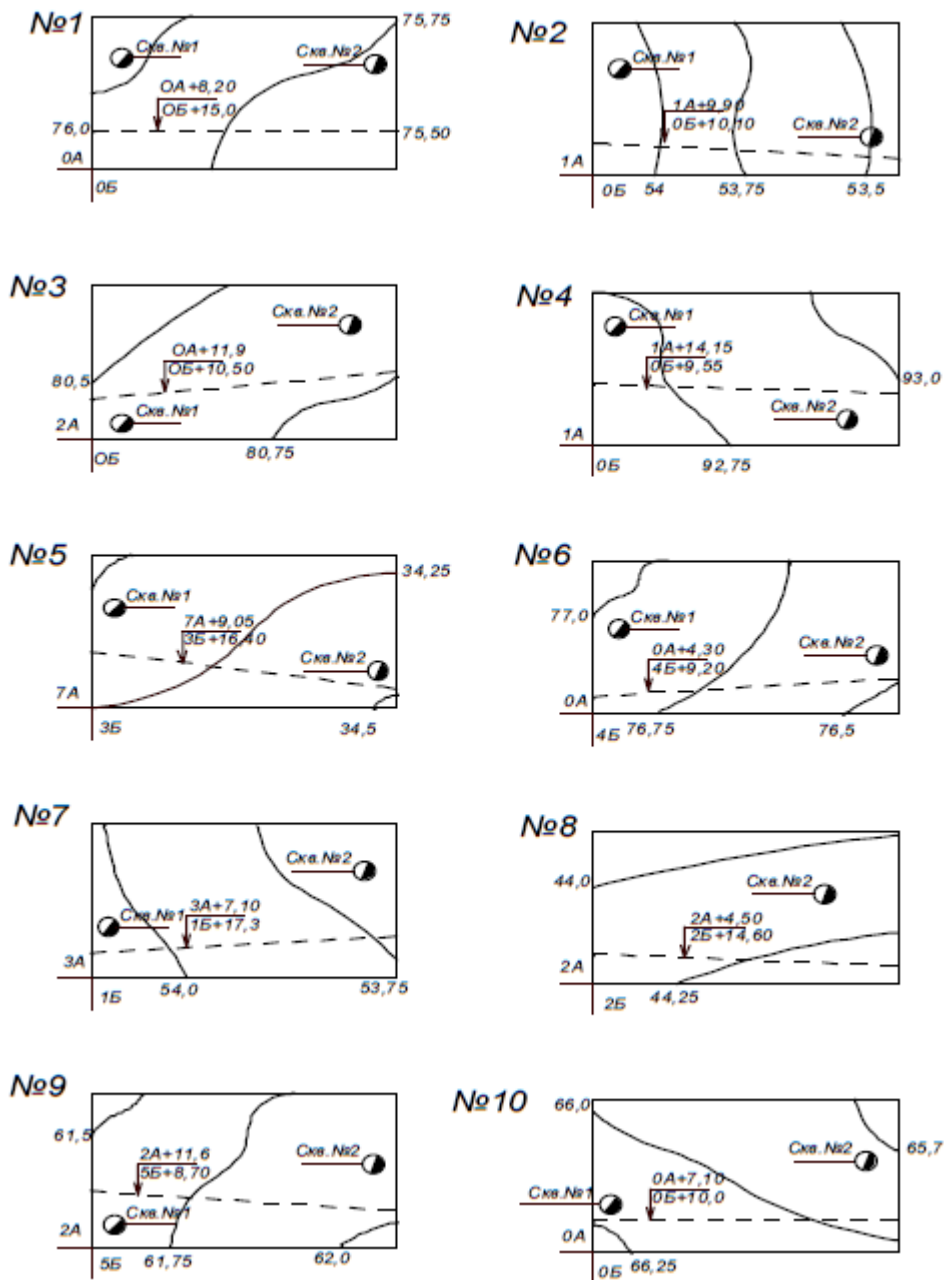 №1
75,75
Скв.№1
Скв.№2
ОА+8,20
ОБ+15,0
76,0
75,50
0А
0Б
№2
Скв.№1
1А+9,90
0Б+10,10
Скв.№2
1А
0Б
54
53,75
53,5
№3
Скв.№2
ОА+11,9
ОБ+10,50
80,5
Скв.№1
2А
ОБ
80,75
№4
Скв.№1
1А+14,15
0Б+9,55
93,0
Скв.№2
1А
0Б
92,75
№5
34,25
Скв.№1
7А+9,05
3Б+16,40
Скв.№2
7А
3Б
34,5
№6
77,0
Скв.№1
Скв.№2
0А+4,30
4Б+9,20
0А
4Б
76,75
76,5
№7
Скв.№2
Скв.№1
3А+7,10
1Б+17,3
3А
1Б
54,0
53,75
№8
44,0
Скв.№2
2А+4,50
2Б+14,60
2А
2Б
44,25
№9
61,5
2А+11,6
5Б+8,70
Скв.№2
Скв.№1
2А
5Б
61,75
62,0
№10
66,0
Скв.№2
65,7
Скв.№1
0А+7,10
0Б+10,0
0А
0Б
66,25